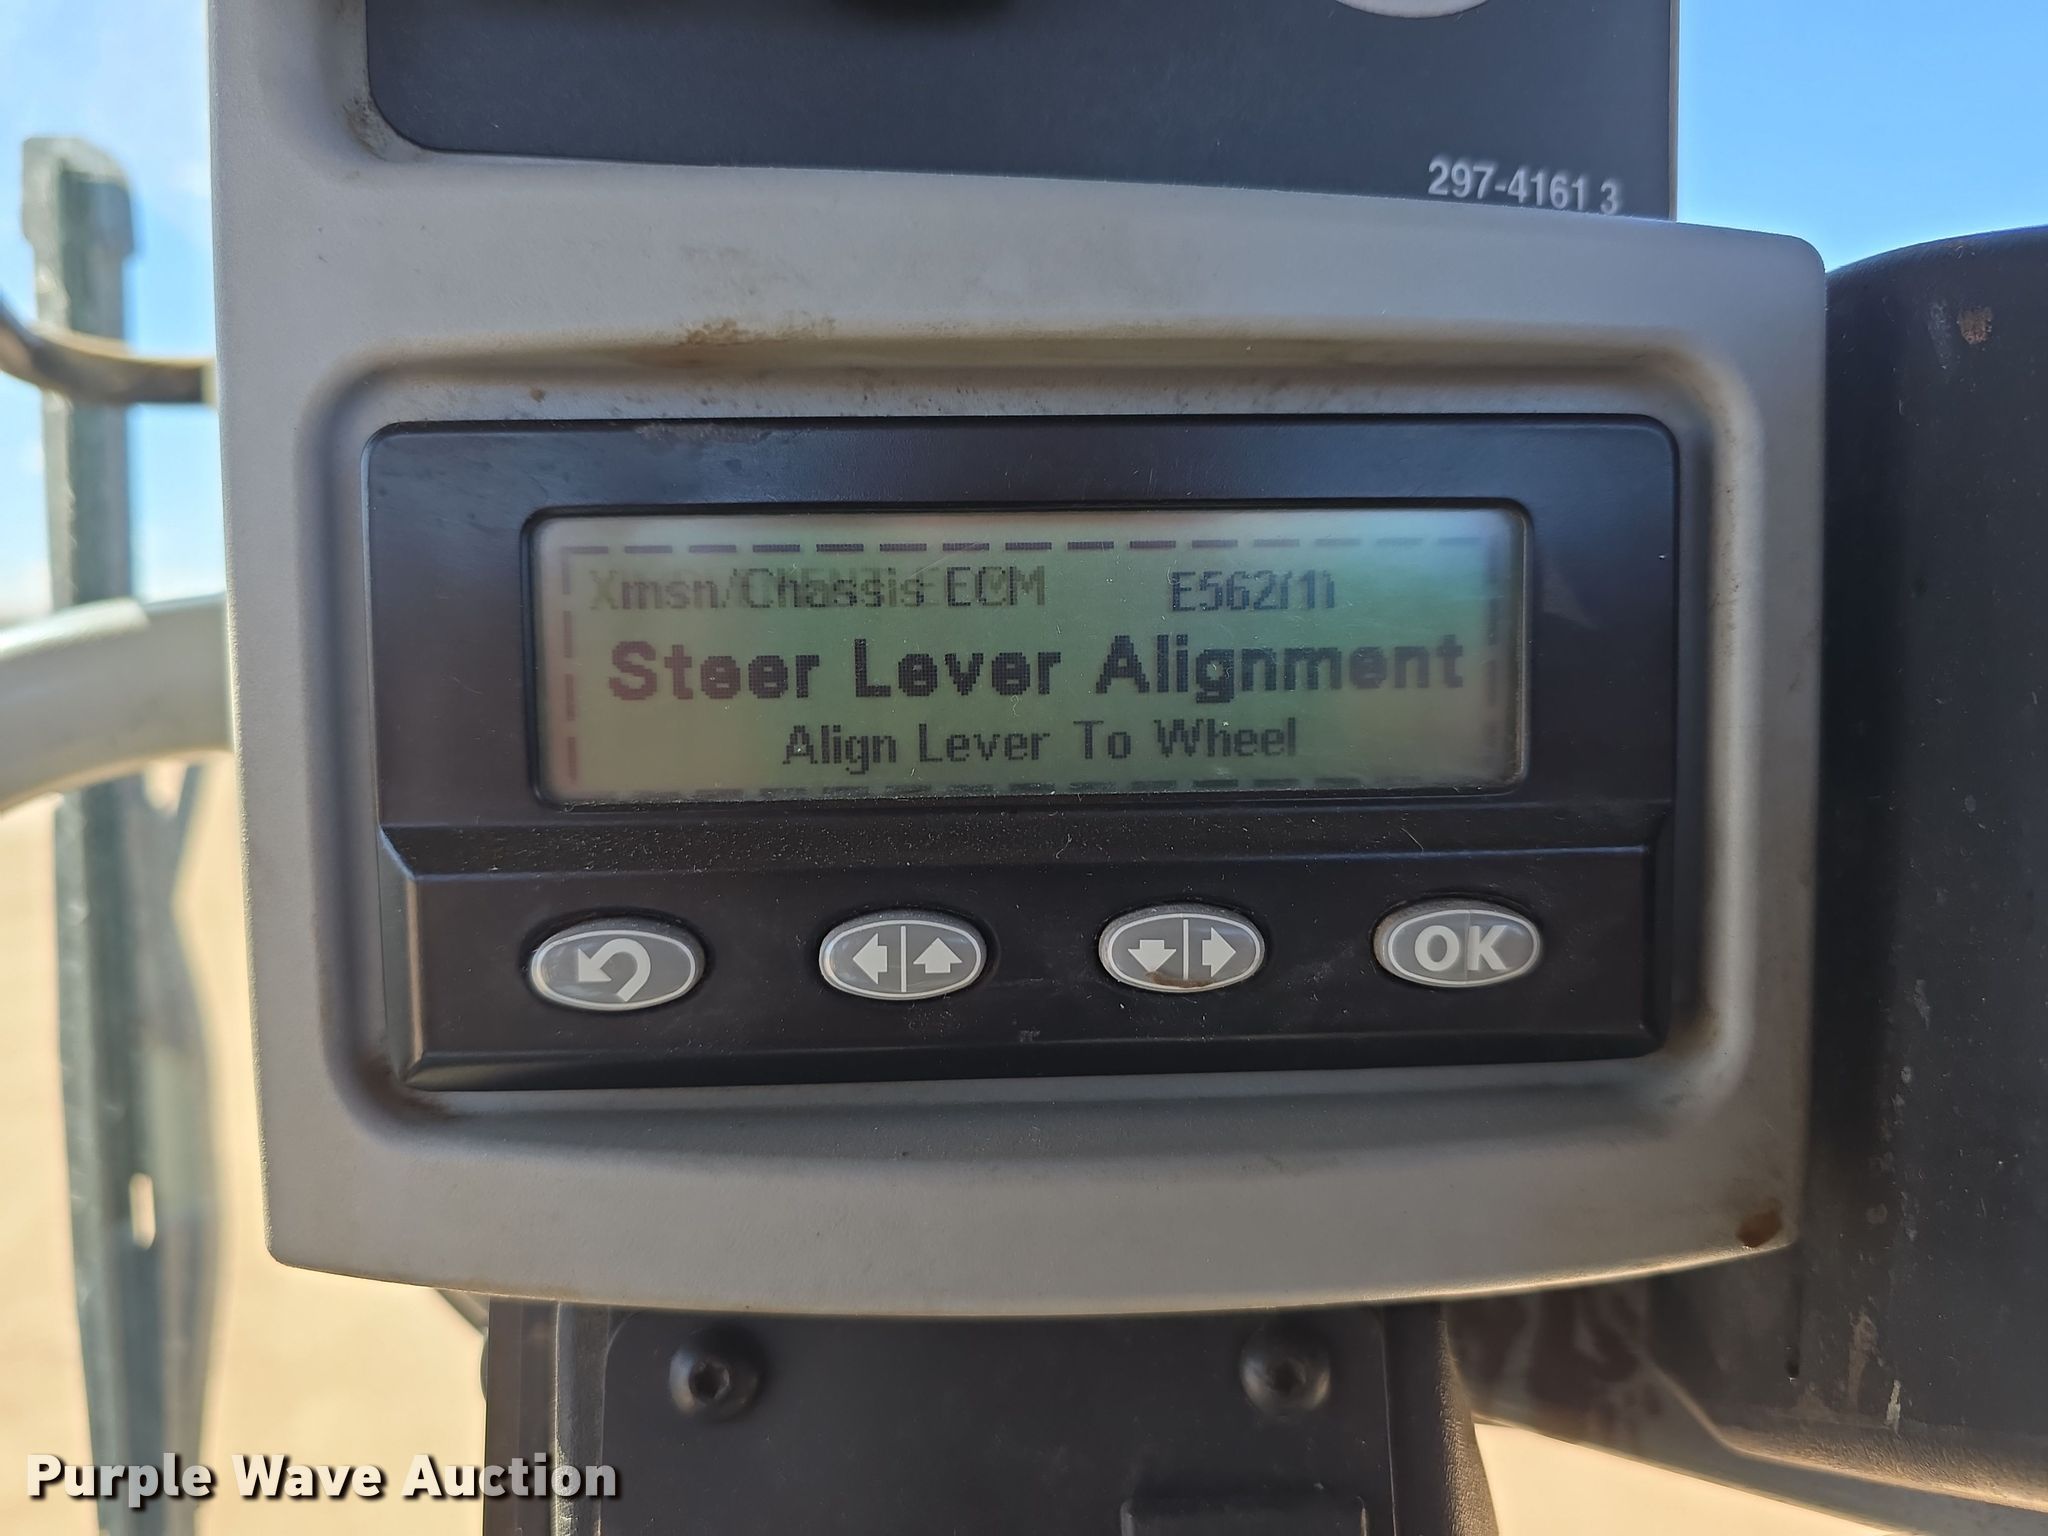 297-4161 3
Xmsn/Chassis ECM E562(1)
Steer Lever Alignment
Align Lever To Wheel
OK
Purple Wave Auction